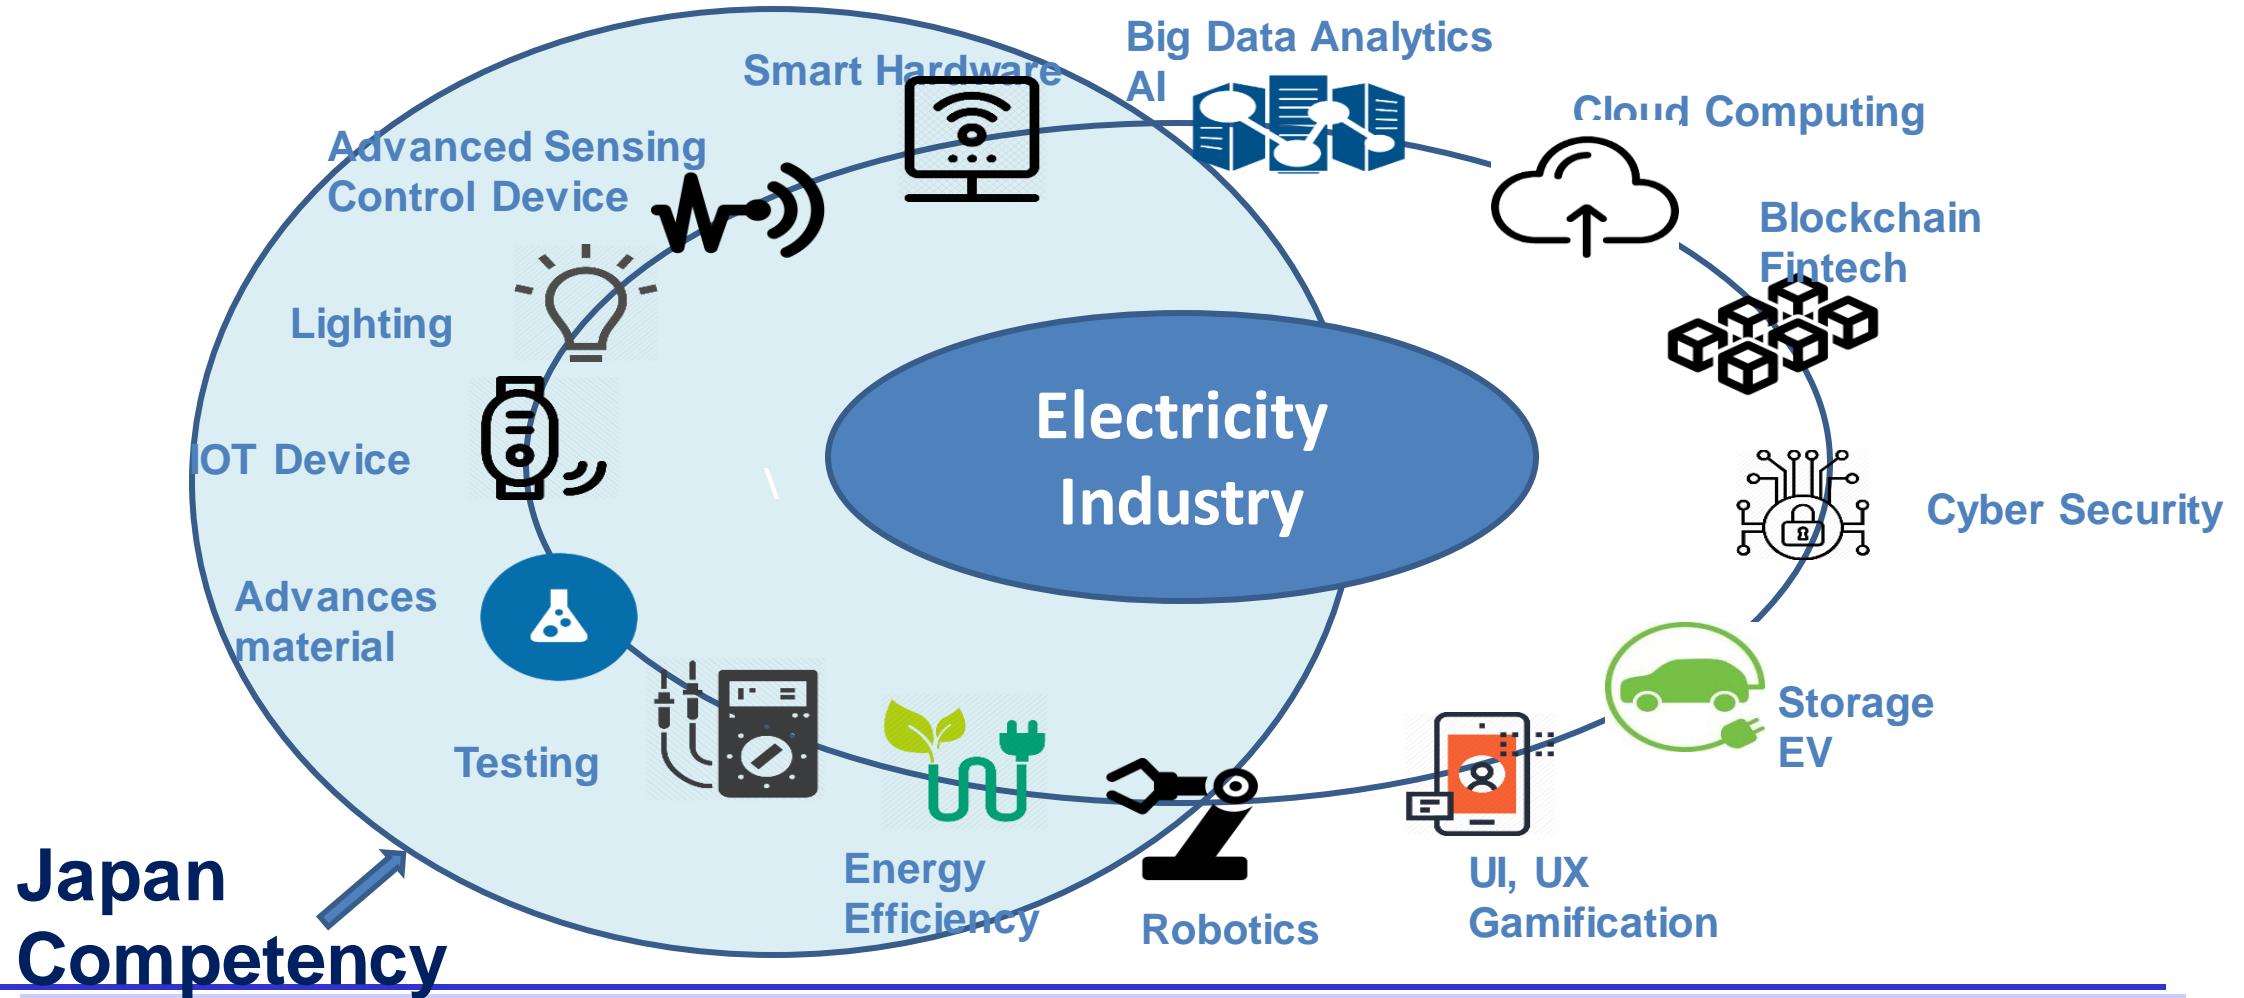 Big Data Analytics
AI
Smart Hardware
Cloud Computing
Advanced Sensing
Control Device
Blockchain
Fintech
Lighting
Electricity
Industry
IOT Device
\
Cyber Security
Advances
material
Storage
EV
Testing
Energy
Efficiency
Robotics
UI, UX
Gamification
Japan
Competency